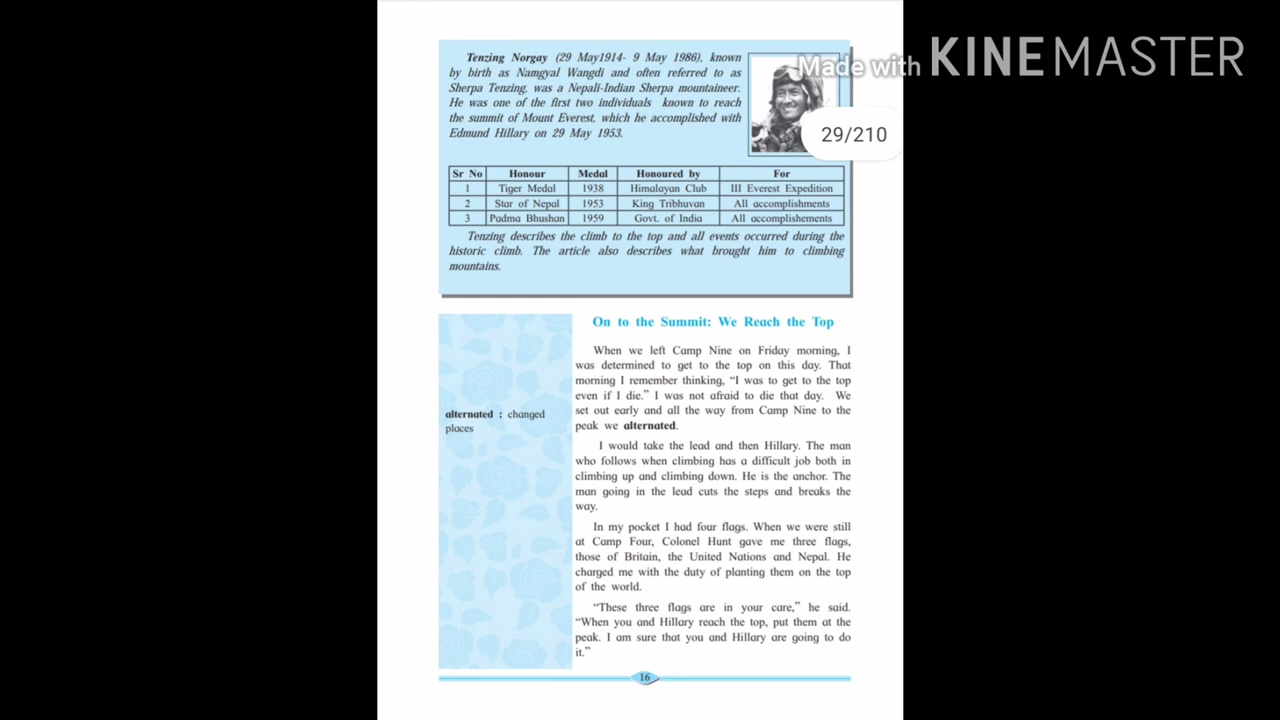 Made with KINEMASTER
29/210
Tenzing Norgay (29 May1914- 9 May 1986), known
by birth as Namgyal Wangdi and often referred to as
Sherpa Tenzing, was a Nepali-Indian Sherpa mountaineer.
He was one of the first two individuals known to reach
the summit of Mount Everest, which he accomplished with
Edmund Hillary on 29 May 1953.
Sr No Honour Medal Honoured by For
1 Tiger Medal 1938 Himalayan Club III Everest Expedition
2 Star of Nepal 1953 King Tribhuvan All accomplishments
3 Padma Bhushan 1959 Govt. of India All accomplishements
Tenzing describes the climb to the top and all events occurred during the
historic climb. The article also describes what brought him to climbing
mountains.
On to the Summit: We Reach the Top
When we left Camp Nine on Friday morning, I
was determined to get to the top on this day. That
morning I remember thinking, “I was to get to the top
even if I die.” I was not afraid to die that day. We
set out early and all the way from Camp Nine to the
peak we alternated.
alternated : changed
places
I would take the lead and then Hillary. The man
who follows when climbing has a difficult job both in
climbing up and climbing down. He is the anchor. The
man going in the lead cuts the steps and breaks the
way.
In my pocket I had four flags. When we were still
at Camp Four, Colonel Hunt gave me three flags,
those of Britain, the United Nations and Nepal. He
charged me with the duty of planting them on the top
of the world.
“These three flags are in your care,” he said.
“When you and Hillary reach the top, put them at the
peak. I am sure that you and Hillary are going to do
it.”
16